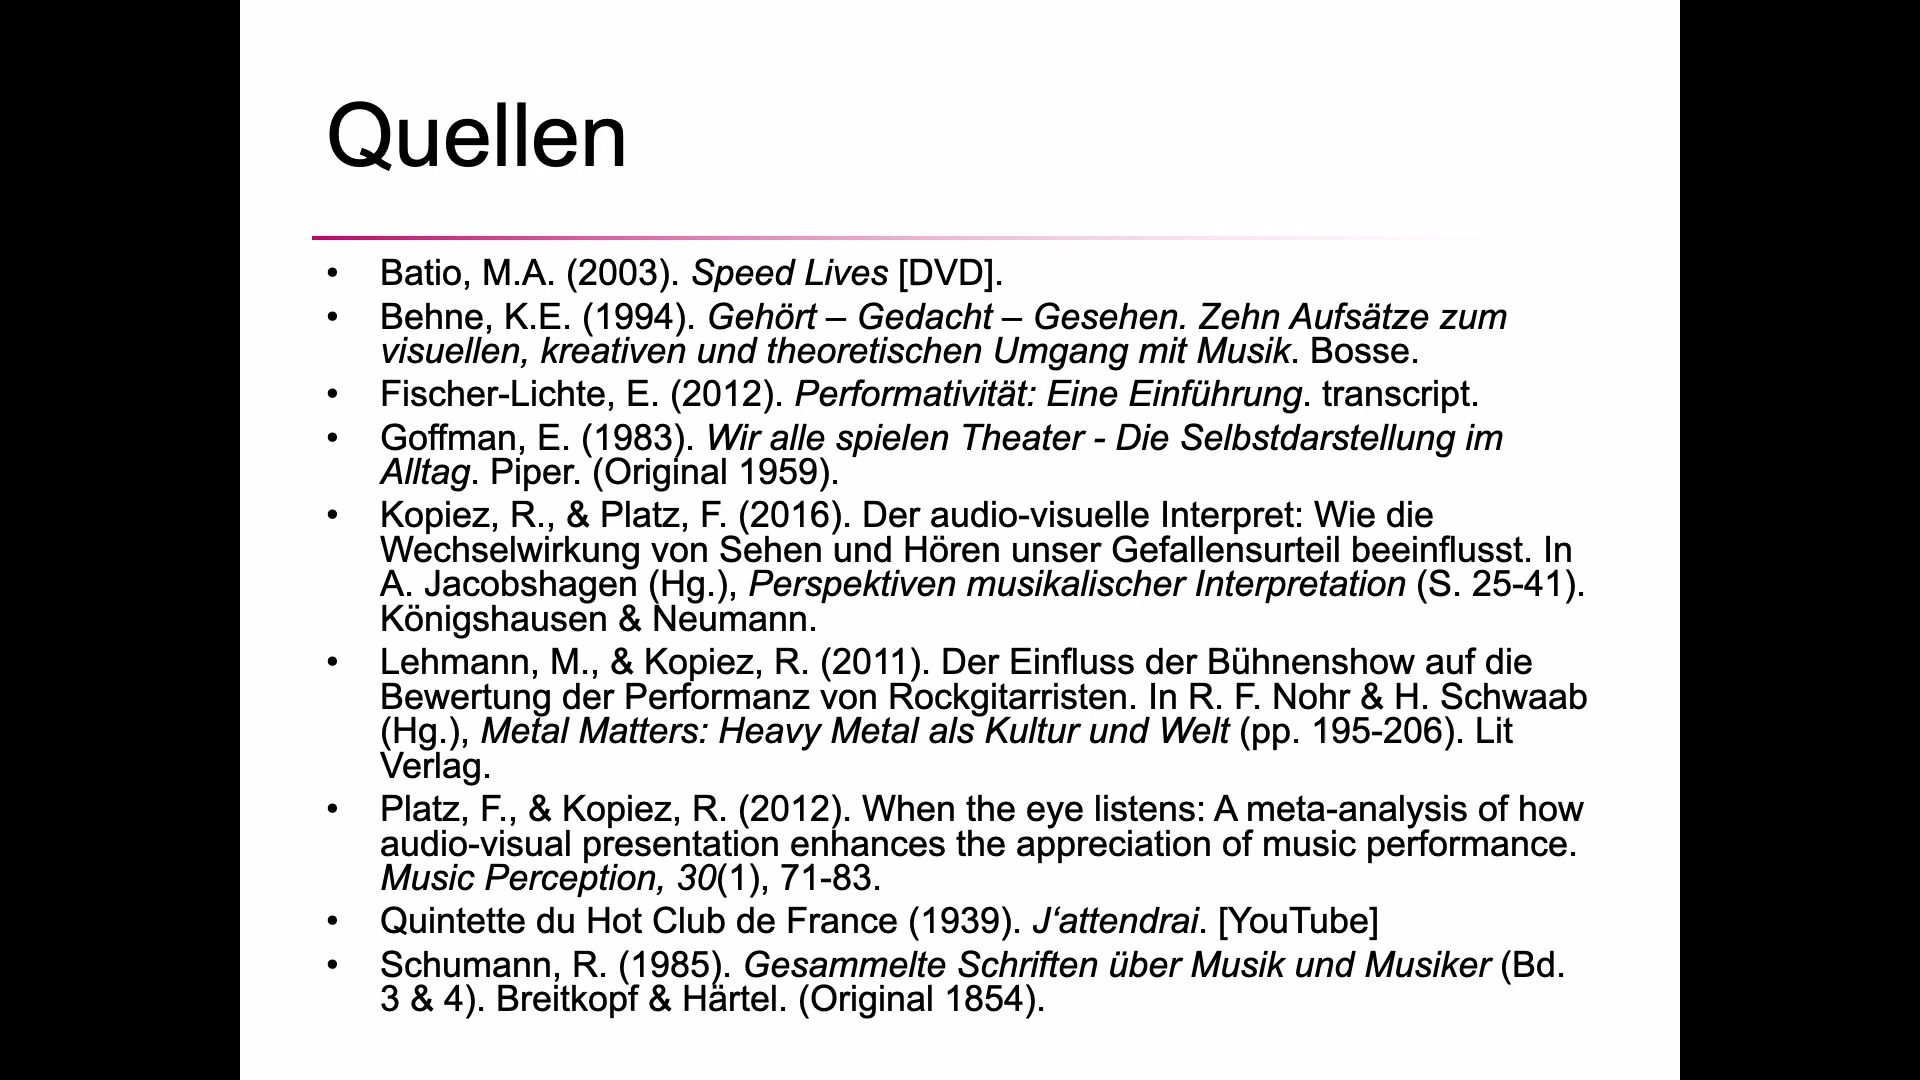 Quellen
• Batio, M.A. (2003). Speed Lives [DVD].
• Behne, K.E. (1994). Gehört – Gedacht – Gesehen. Zehn Aufsätze zum
visuellen, kreativen und theoretischen Umgang mit Musik. Bosse.
• Fischer-Lichte, E. (2012). Performativität: Eine Einführung. transcript.
• Goffman, E. (1983). Wir alle spielen Theater - Die Selbstdarstellung im
Alltag. Piper. (Original 1959).
• Kopiez, R., & Platz, F. (2016). Der audio-visuelle Interpret: Wie die
Wechselwirkung von Sehen und Hören unser Gefallensurteil beeinflusst. In
A. Jacobshagen (Hg.), Perspektiven musikalischer Interpretation (S. 25-41).
Königshausen & Neumann.
• Lehmann, M., & Kopiez, R. (2011). Der Einfluss der Bühnenshow auf die
Bewertung der Performanz von Rockgitarristen. In R. F. Nohr & H. Schwaab
(Hg.), Metal Matters: Heavy Metal als Kultur und Welt (pp. 195-206). Lit
Verlag.
• Platz, F., & Kopiez, R. (2012). When the eye listens: A meta-analysis of how
audio-visual presentation enhances the appreciation of music performance.
Music Perception, 30(1), 71-83.
• Quintette du Hot Club de France (1939). J‘attendrai. [YouTube]
• Schumann, R. (1985). Gesammelte Schriften über Musik und Musiker (Bd.
3 & 4). Breitkopf & Härtel. (Original 1854).